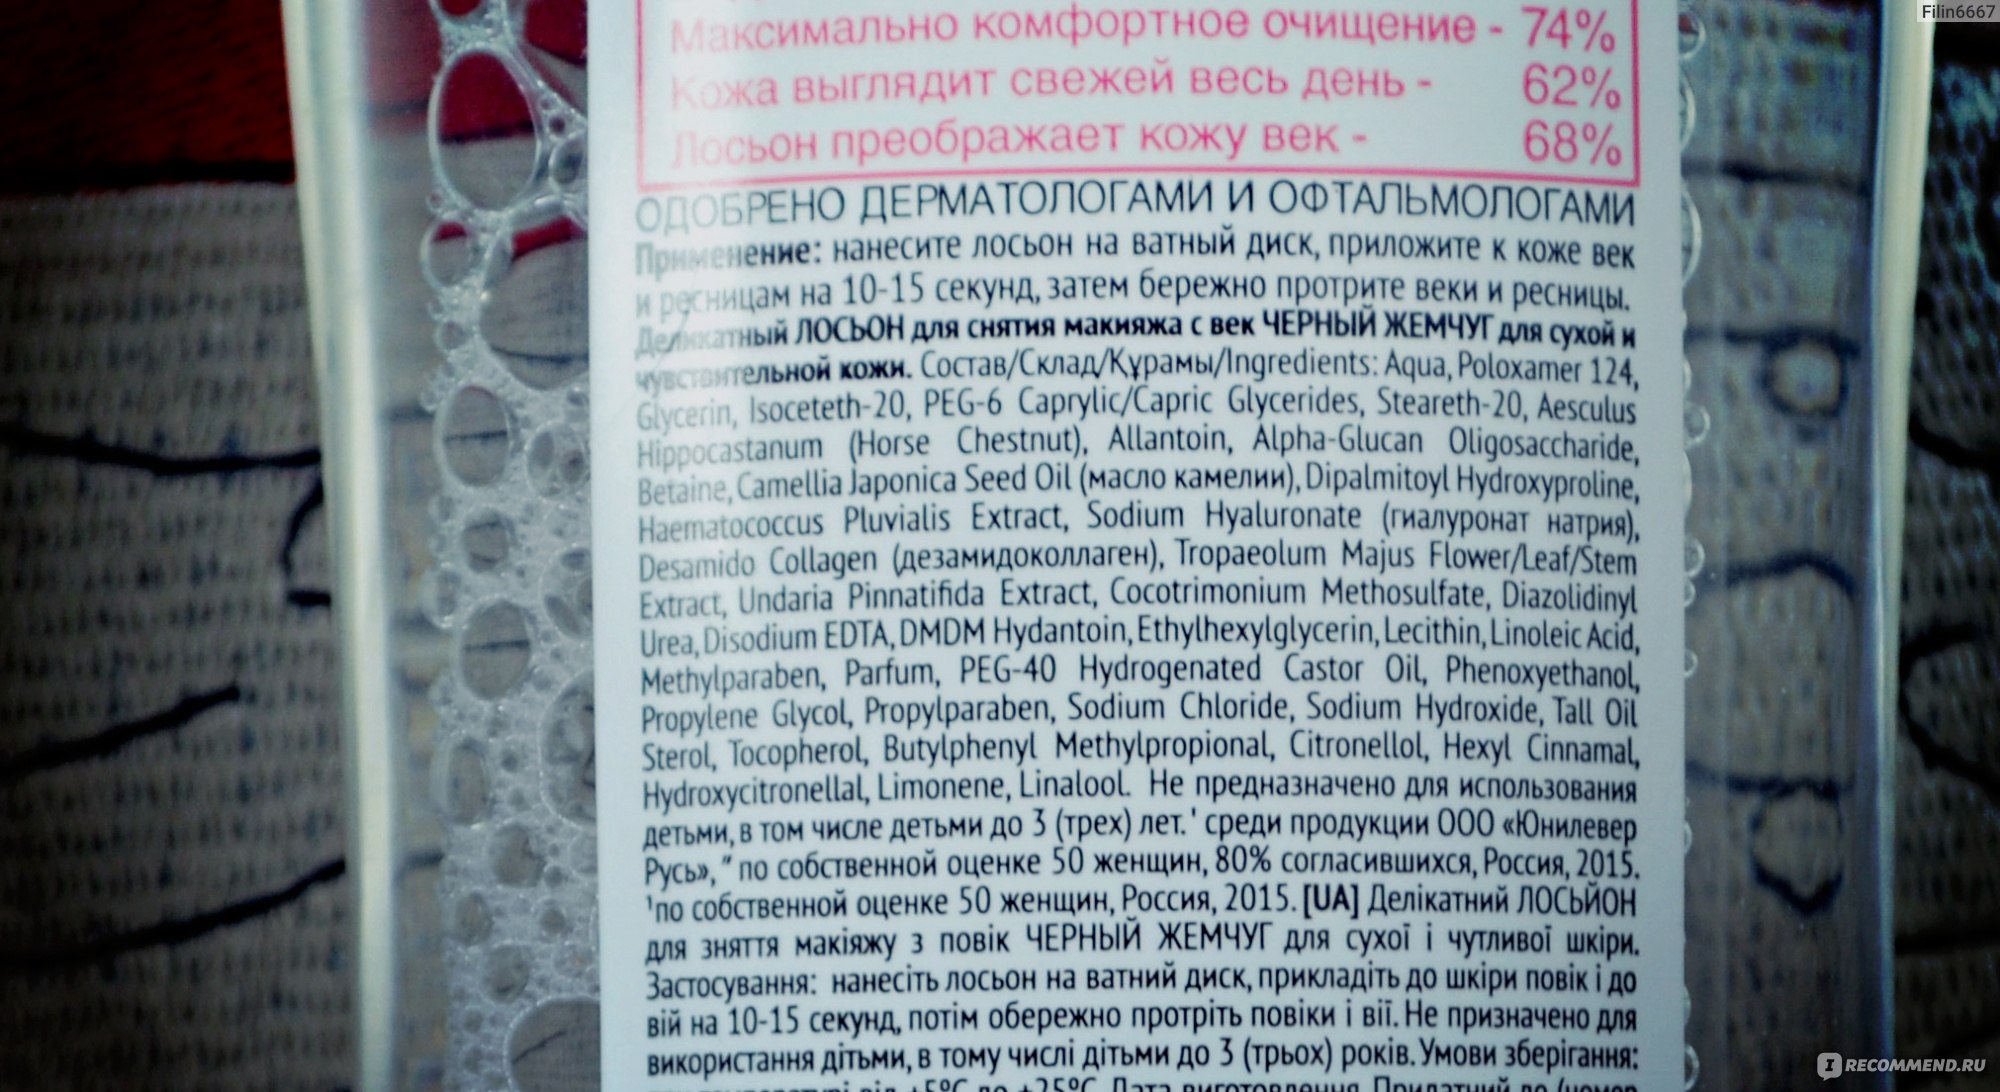 Filin6667
Максимально комфортное очищение - 74%
Кожа выглядит свежей весь день - 62%
Лосьон преображает кожу век - 68%
ОДОБРЕНО ДЕРМАТОЛОГАМИ И ОФТАЛЬМОЛОГАМИ
Применение: нанесите лосьон на ватный диск, приложите к коже век
и ресницам на 10-15 секунд, затем бережно протрите веки и ресницы.
Деликатный ЛОСЬОН для снятия макияжа с век ЧЕРНЫЙ ЖЕМЧУГ для сухой и
чувствительной кожи. Состав/Склад/Құрамы/Ingredients: Aqua, Poloxamer 124,
Glycerin, Isoceteth-20, PEG-6 Caprylic/Capric Glycerides, Steareth-20, Aesculus
Hippocastanum (Horse Chestnut), Allantoin, Alpha-Glucan Oligosaccharide,
Betaine, Camellia Japonica Seed Oil (масло камелии), Dipalmitoyl Hydroxyproline,
Haematococcus Pluvialis Extract, Sodium Hyaluronate (гиалуронат натрия),
Desamido Collagen (дезамидоколлаген), Tropaeolum Majus Flower/Leaf/Stem
Extract, Undaria Pinnatifida Extract, Cocotrimonium Methosulfate, Diazolidinyl
Urea, Disodium EDTA, DMDM Hydantoin, Ethylhexylglycerin, Lecithin, Linoleic Acid,
Methylparaben, Parfum, PEG-40 Hydrogenated Castor Oil, Phenoxyethanol,
Propylene Glycol, Propylparaben, Sodium Chloride, Sodium Hydroxide, Tall Oil
Sterol, Tocopherol, Butylphenyl Methylpropional, Citronellol, Hexyl Cinnamal,
Hydroxycitronellal, Limonene, Linalool. Не предназначено для использования
детьми, в том числе детьми до 3 (трех) лет. ' среди продукции ООО «Юнилевер
Русь», " по собственной оценке 50 женщин, 80% согласившихся, Россия, 2015.
¹по собственной оценке 50 женщин, Россия, 2015. [UA] Делікатний ЛОСЬЙОН
для зняття макіяжу з повік ЧЕРНЫЙ ЖЕМЧУГ для сухої і чутливої шкіри.
Застосування: нанесіть лосьон на ватний диск, прикладіть до шкіри повік і до
вій на 10-15 секунд, потім обережно протріть повіки і вії. Не призначено для
використання дітьми, в тому числі дітьми до 3 (трьох) років. Умови зберігання:
від +5°С до +25°С. Дата виготовлення. Придатний до (номер
IRECOMMEND.RU